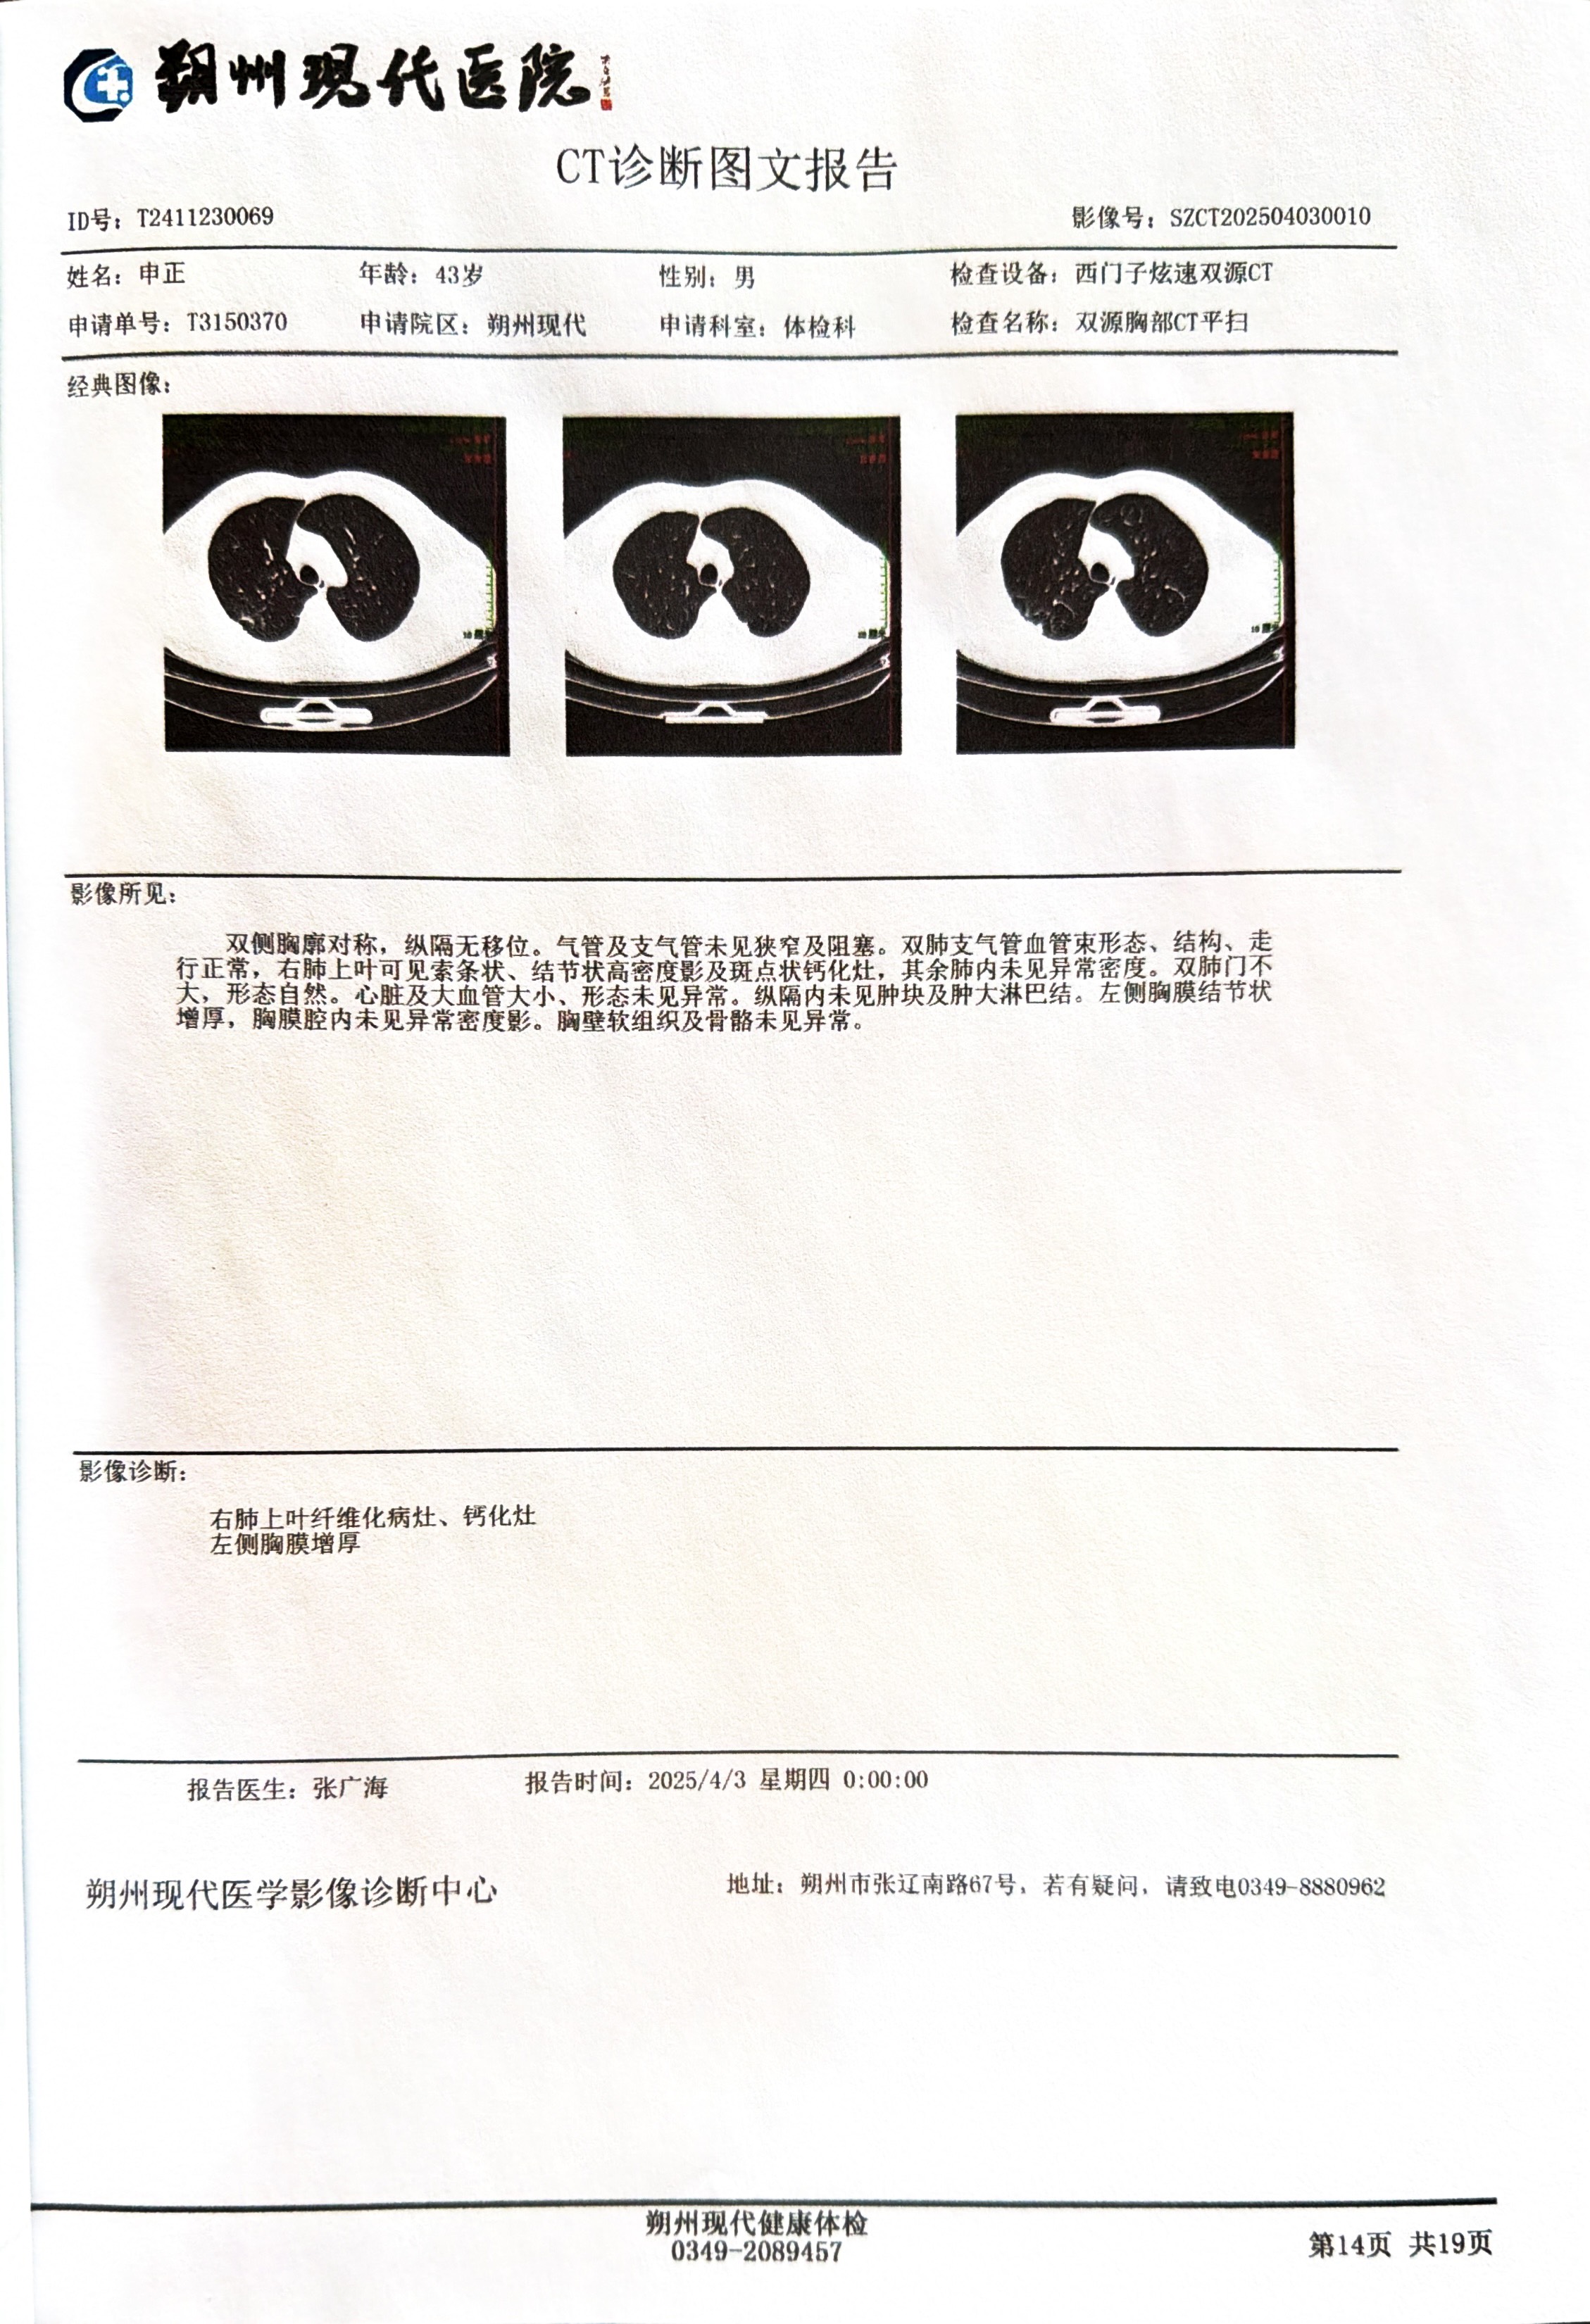 朔州现代医院
CT诊断图文报告
ID号：T2411230069 影像号：SZCT202504030010
姓名：申正 年龄：43岁 性别：男 检查设备：西门子炫速双源CT
申请单号：T3150370 申请院区：朔州现代 申请科室：体检科 检查名称：双源胸部CT平扫
经典图像：
影像所见：
双侧胸廓对称，纵隔无移位。气管及支气管未见狭窄及阻塞。双肺支气管血管束形态、结构、走
行正常，右肺上叶可见索条状、结节状高密度影及斑点状钙化灶，其余肺内未见异常密度。双肺门不
大，形态自然。心脏及大血管大小、形态未见异常。纵隔内未见肿块及肿大淋巴结。左侧胸膜结节状
增厚，胸膜腔内未见异常密度影。胸壁软组织及骨骼未见异常。
影像诊断：
右肺上叶纤维化病灶、钙化灶
左侧胸膜增厚
报告医生：张广海 报告时间：2025/4/3 星期四 0:00:00
朔州现代医学影像诊断中心 地址：朔州市张辽南路67号，若有疑问，请致电0349-8880962
朔州现代健康体检
0349-2089457
第14页 共19页